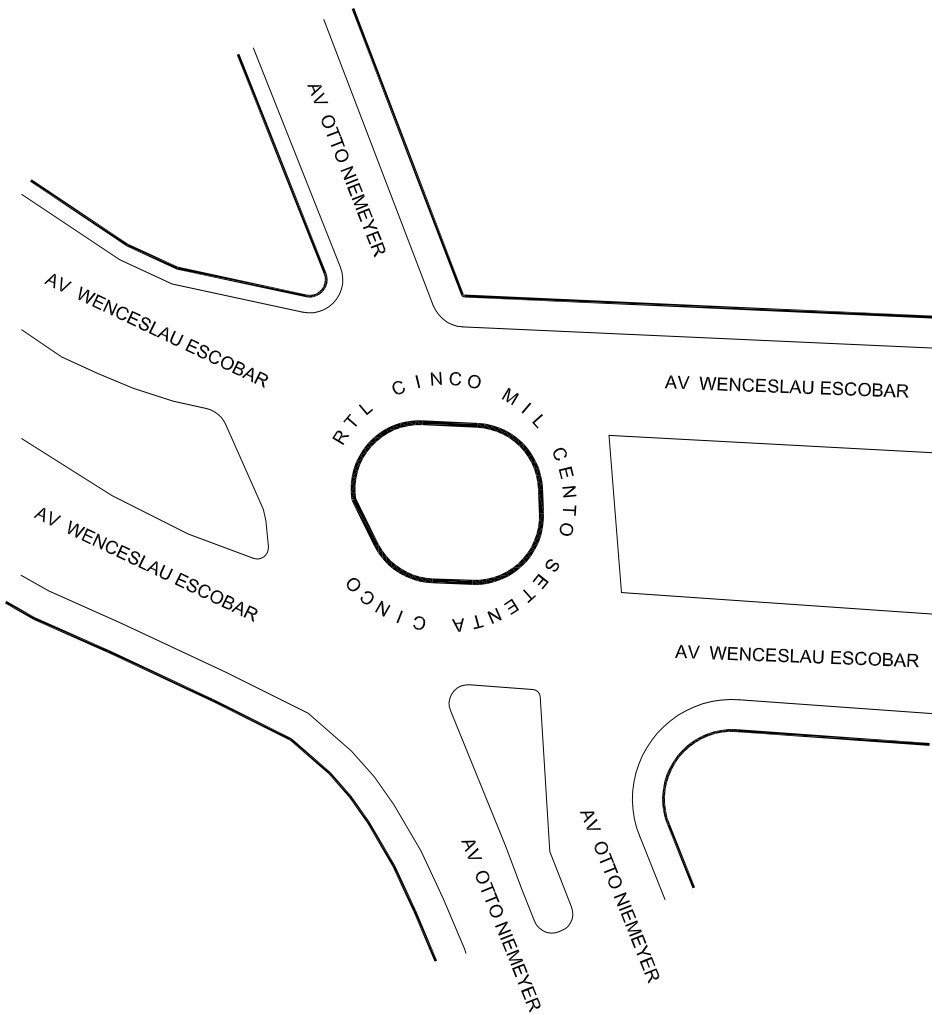 AV OTTO NIEMEYER
AV WENCESLAU ESCOBAR
AV WENCESLAU ESCOBAR
RTL CINCO MIL CENTO SETENTA CINCO
AV WENCESLAU ESCOBAR
AV WENCESLAU ESCOBAR
AV OTTO NIEMEYER
AV OTTO NIEMEYER